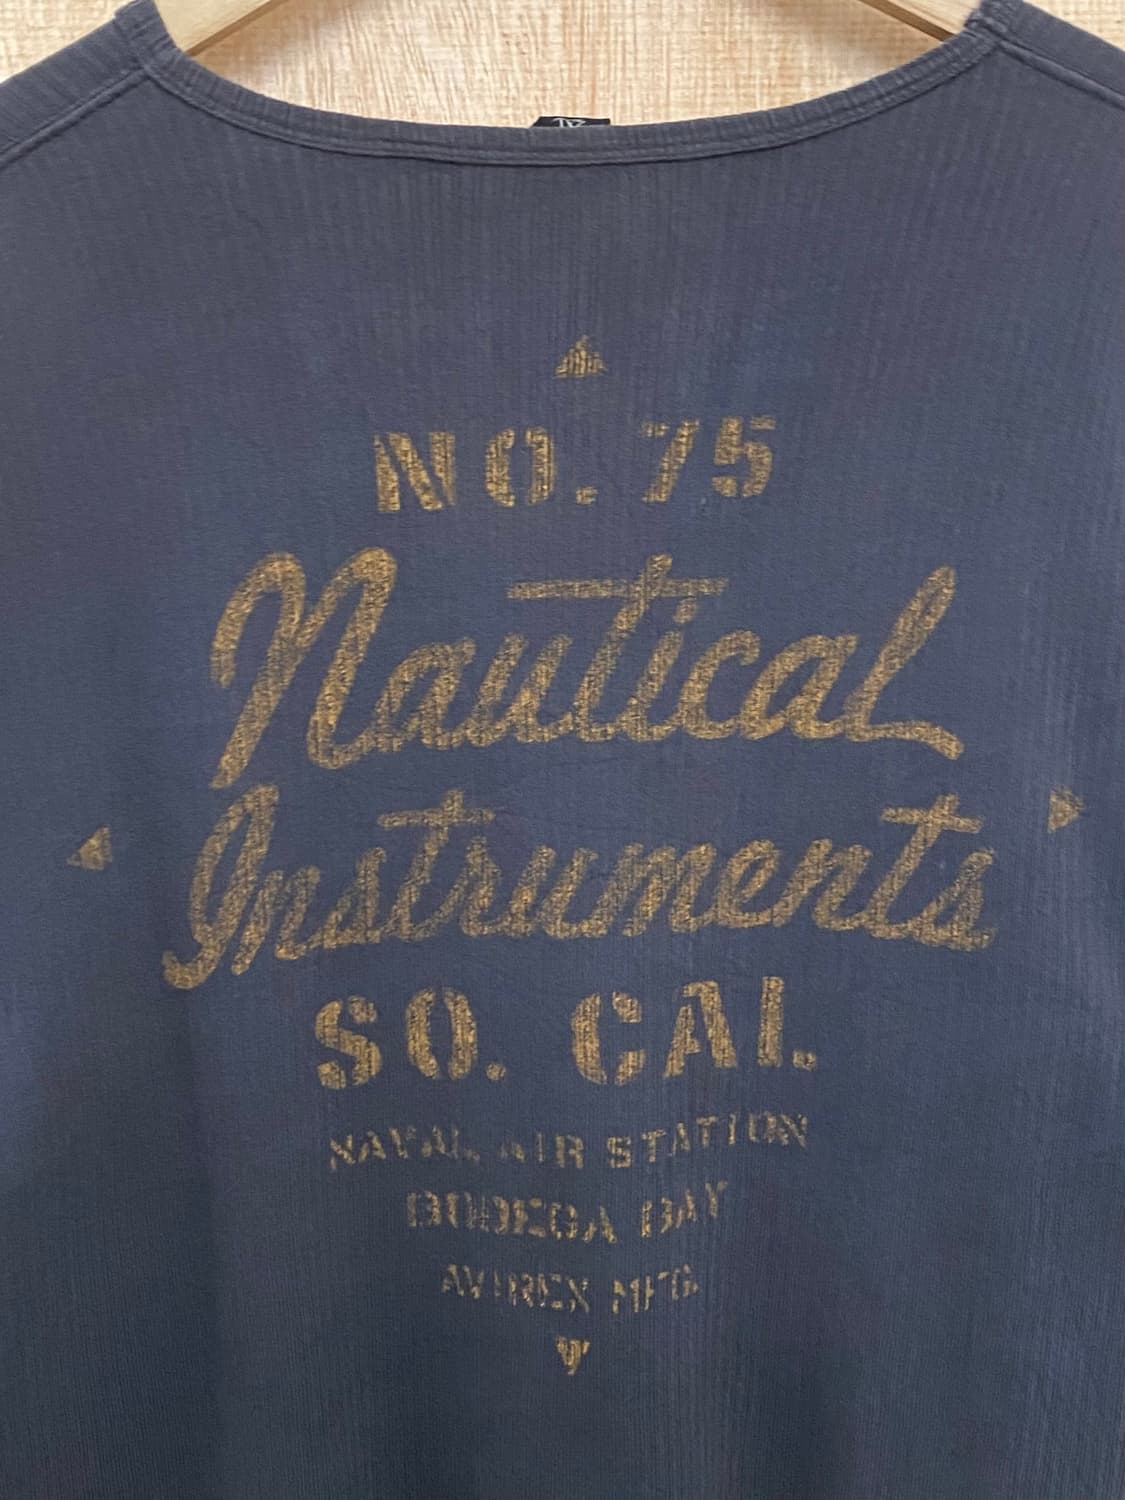 NO. 75
Nautical
Instruments
SO. CAL.
NAVAL AIR STATION
BODEGA BAY
AVIREX MFG.